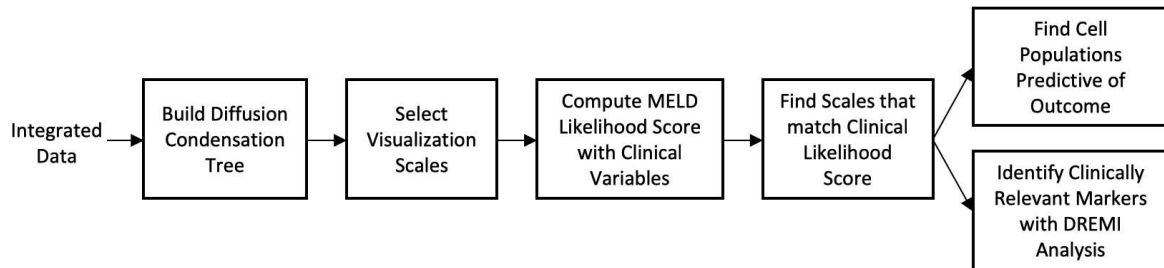 Integrated
Data
Build Diffusion
Condensation
Tree
Select
Visualization
Scales
Compute MELD
Likelihood Score
with Clinical
Variables
Find Scales that
match Clinical
Likelihood
Score
Find Cell
Populations
Predictive of
Outcome
Identify Clinically
Relevant Markers
with DREMI
Analysis